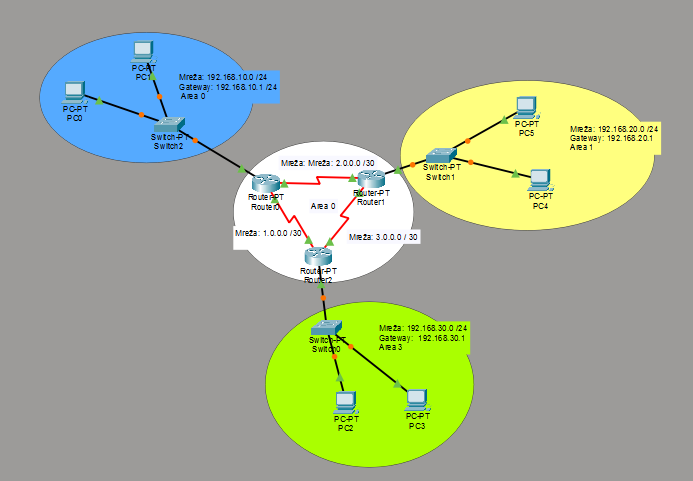 PC-PT
PC1
Mreža: 192.168.10.0 /24
Gateway: 192.168.10.1 /24
Area 0
PC-PT
PC0
Switch-PT
Switch2
PC-PT
PC5
Mreža: 192.168.20.0 /24
Gateway: 192.168.20.1
Area 1
Switch-PT
Switch1
PC-PT
PC4
Mreža: Mreža: 2.0.0.0 /30
Router-PT
Router0
Router-PT
Router1
Area 0
Mreža: 1.0.0.0 /30
Mreža: 3.0.0.0 / 30
Router-PT
Router2
Switch-PT
Switch0
Mreža: 192.168.30.0 /24
Gateway: 192.168.30.1
Area 3
PC-PT
PC2
PC-PT
PC3